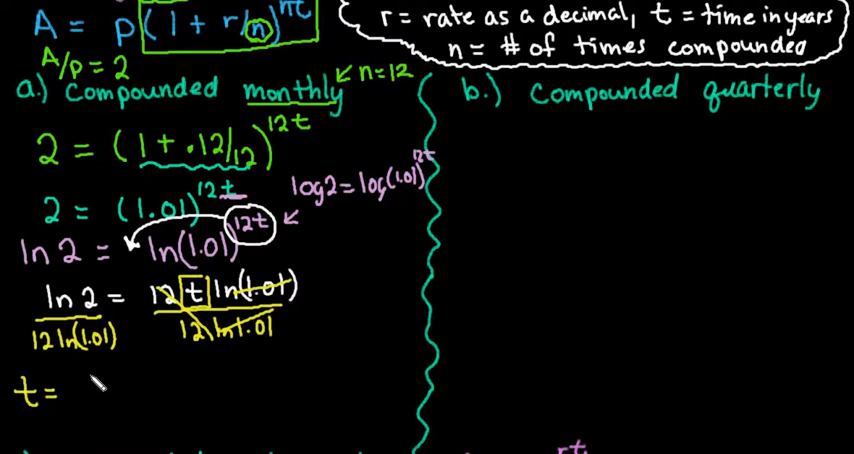 A = p(1 + r/n)^nt
r = rate as a decimal, t = time in years
n = # of times compounded
A/p = 2
a.) compounded monthly
n = 12
2 = (1 + .12/12)^12t
2 = (1.01)^12t
log2 = log(1.01)^12t
ln 2 = ln(1.01)^12t
ln 2 = 12 t ln(1.01)
12 ln(1.01) 12 ln 1.01
t =
b.) compounded quarterly
rt